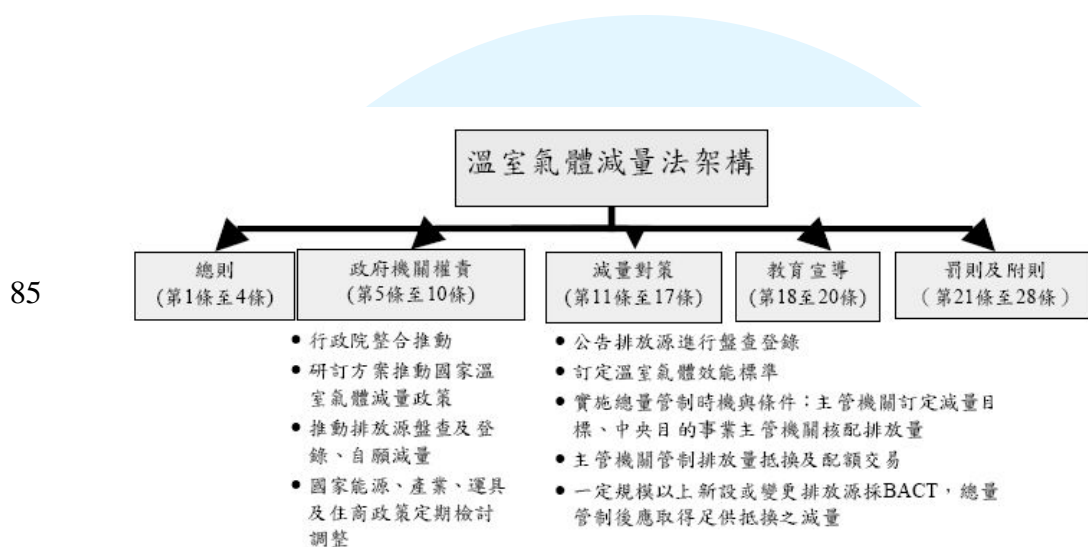 溫室氣體減量法架構
85
總則
(第1條至4條)
政府機關權責
(第5條至10條)
減量對策
(第11條至17條)
教育宣導
(第18至20條)
罰則及附則
(第21條至28條)
● 行政院整合推動
● 研訂方案推動國家溫
室氣體減量政策
● 推動排放源盤查及登
錄、自願減量
● 國家能源、產業、運具
及住商政策定期檢討
調整
● 公告排放源進行盤查登錄
● 訂定溫室氣體效能標準
● 實施總量管制時機與條件：主管機關訂定減量目
標、中央目的事業主管機關核配排放量
● 主管機關管制排放量抵換及配額交易
● 一定規模以上新設或變更排放源採BACT，總量
管制後應取得足供抵換之減量